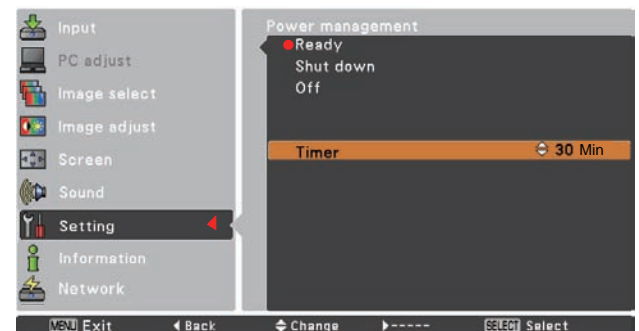 Input
PC adjust
Image select
Image adjust
Screen
Sound
Setting
Information
Network
Power management
Ready
Shut down
Off
Timer 30 Min
MENU Exit Back Change ----- SELECT Select